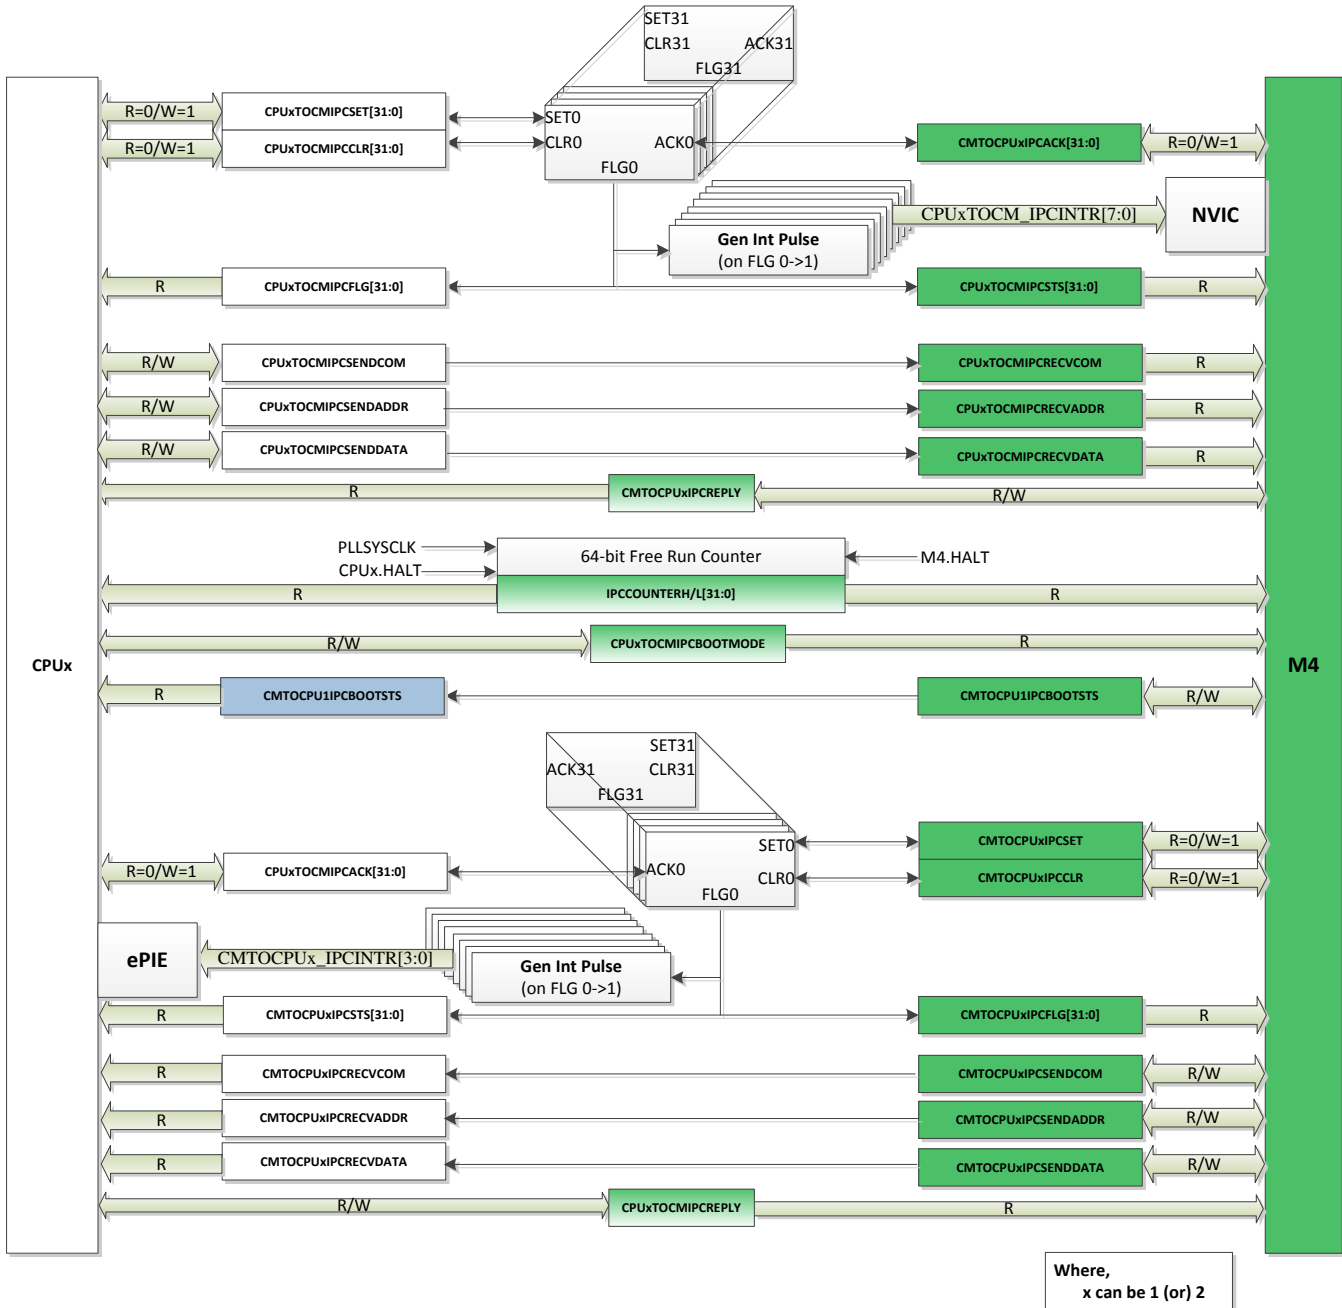 SET31
CLR31
ACK31
FLG31
R=0/W=1
CPUxTOCMIPCSET[31:0]
SET0
R=0/W=1
CPUxTOCMIPCCLR[31:0]
CLR0
ACK0
FLG0
CMTOCPUxIPCACK[31:0]
R=0/W=1
Gen Int Pulse
(on FLG 0->1)
CPUxTOCM_IPCINTR[7:0]
NVIC
R
CPUxTOCMIPCFLG[31:0]
CPUxTOCMIPCSTS[31:0]
R
R/W
CPUxTOCMIPCSENDCOM
CPUxTOCMIPCRECVCOM
R
R/W
CPUxTOCMIPCSENDADDR
CPUxTOCMIPCRECVADDR
R
R/W
CPUxTOCMIPCSENDDATA
CPUxTOCMIPCRECVDATA
R
R
CMTOCPUxIPCREPLY
R/W
PLLSYSCLK
CPUx.HALT
64-bit Free Run Counter
M4.HALT
R
IPCCOUNTERH/L[31:0]
R
R/W
CPUxTOCMIPCBOOTMODE
R
CPUx
M4
R
CMTOCPU1IPCBOOTSTS
CMTOCPU1IPCBOOTSTS
R/W
SET31
ACK31
CLR31
FLG31
R=0/W=1
CPUxTOCMIPCACK[31:0]
ACK0
SET0
CLR0
FLG0
CMTOCPUxIPCSET
R=0/W=1
CMTOCPUxIPCCLR
R=0/W=1
ePIE
CMTOCPUx_IPCINTR[3:0]
Gen Int Pulse
(on FLG 0->1)
R
CMTOCPUxIPCSTS[31:0]
CMTOCPUxIPCFLG[31:0]
R
R
CMTOCPUxIPCRECVCOM
CMTOCPUxIPCSENDCOM
R/W
R
CMTOCPUxIPCRECVADDR
CMTOCPUxIPCSENDADDR
R/W
R
CMTOCPUxIPCRECVDATA
CMTOCPUxIPCSENDDATA
R/W
R/W
CPUxTOCMIPCREPLY
R
Where,
x can be 1 (or) 2